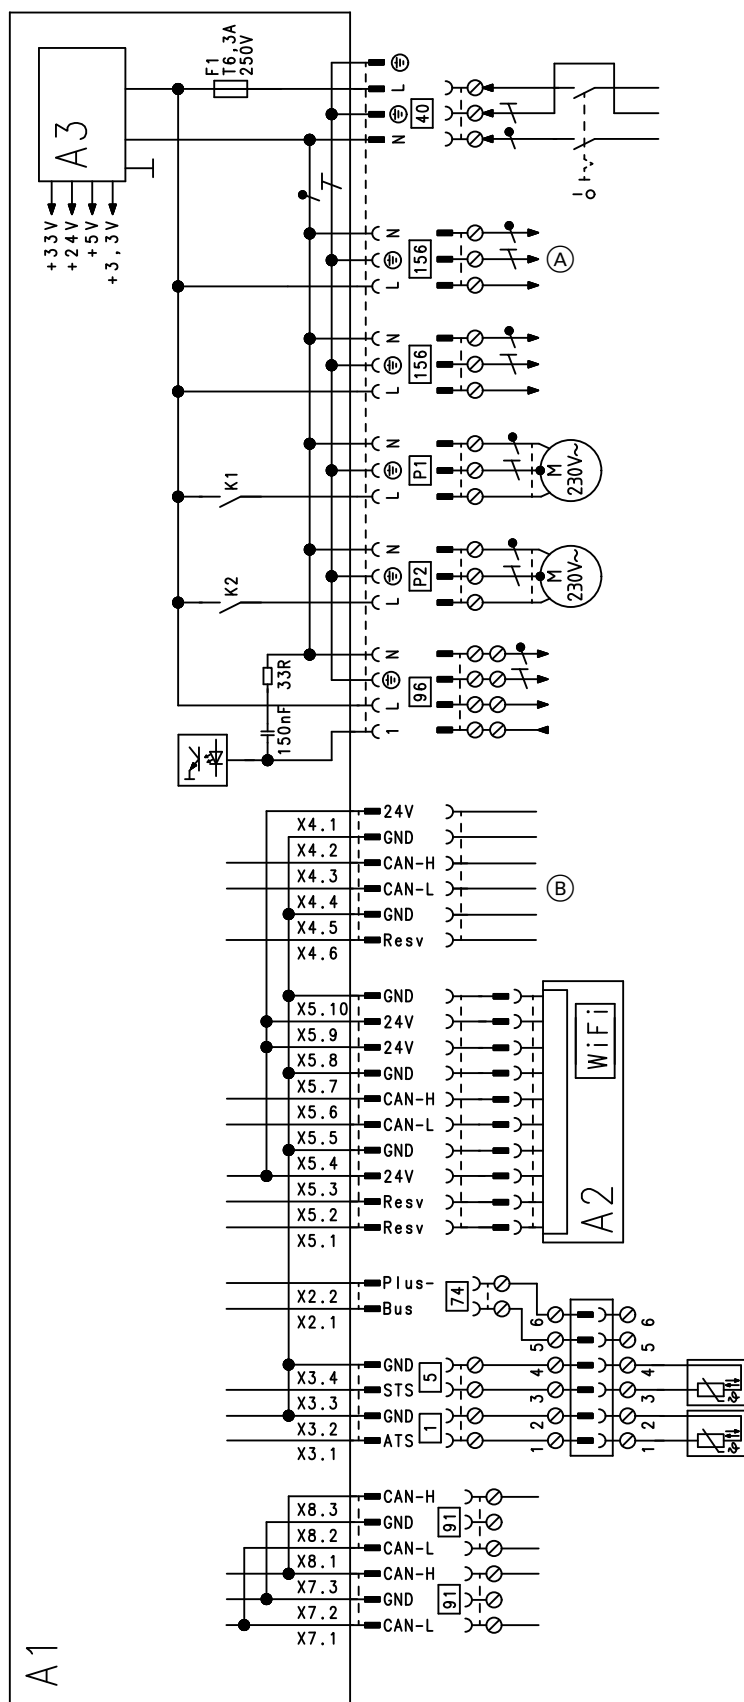 A3
+33V
+24V
+5V
+3,3V
F1
T6,3A
250V
L
N
40
N
L
156
A
N
L
156
K1
N
L
P1
M
230V~
K2
N
L
P2
M
230V~
33R
150nF
N
L
1
96
X4.1
24V
X4.2
GND
X4.3
CAN-H
X4.4
CAN-L
X4.5
GND
X4.6
Resv
B
X5.10
GND
X5.9
24V
X5.8
24V
X5.7
GND
X5.6
CAN-H
X5.5
CAN-L
X5.4
GND
X5.3
24V
X5.2
Resv
X5.1
Resv
WiFi
A2
X2.2
Plus-
X2.1
Bus
74
X3.4
GND
X3.3
STS
5
X3.2
GND
X3.1
ATS
1
6
5
4
3
2
1
6
5
4
3
2
1
X8.3
CAN-H
X8.2
GND
X8.1
CAN-L
91
X7.3
CAN-H
X7.2
GND
X7.1
CAN-L
91
A1